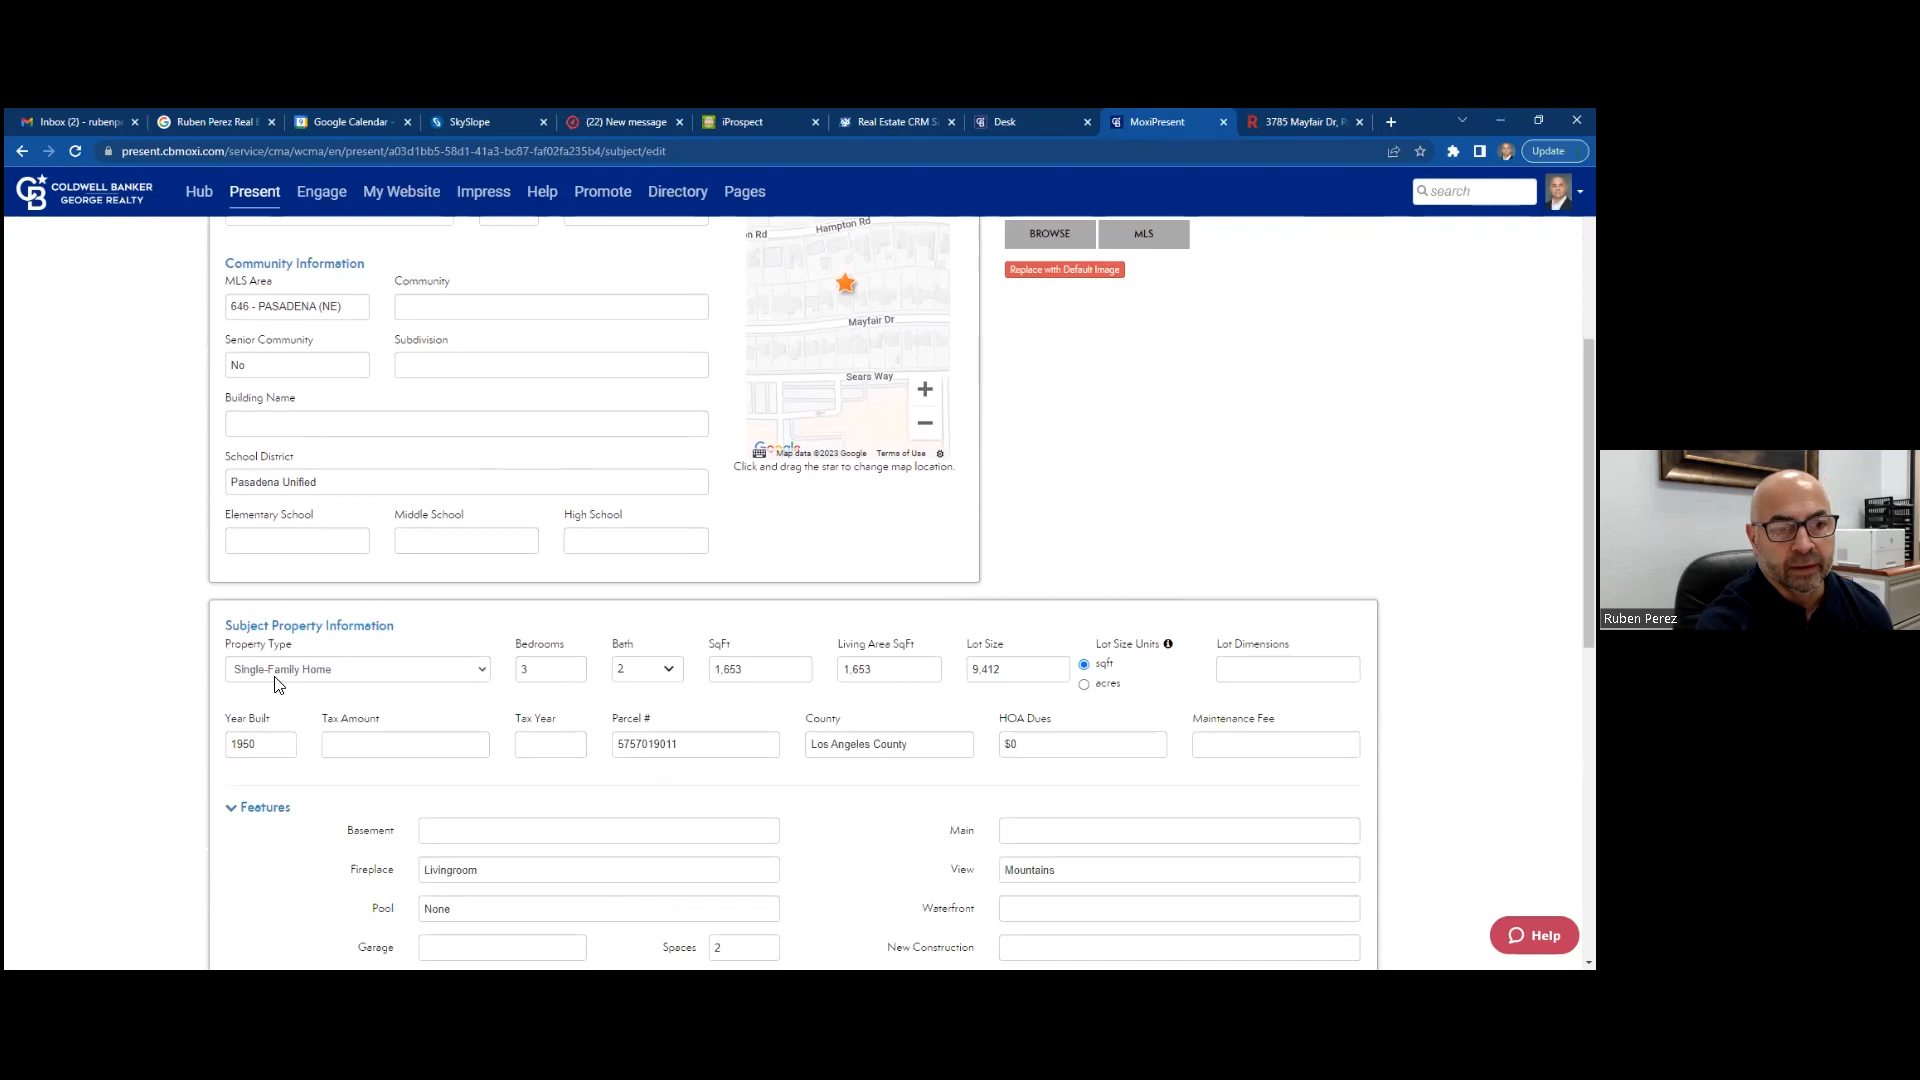 Inbox (2) - rubenp
Ruben Perez Real E
Google Calendar -
SkySlope
(22) New message
iProspect
Real Estate CRM S
Desk
MoxiPresent
3785 Mayfair Dr, P
present.cbmoxi.com/service/cma/wcma/en/present/a03d1bb5-58d1-41a3-bc87-faf02fa235b4/subject/edit
Update
COLDWELL BANKER
GEORGE REALTY
Hub
Present
Engage
My Website
Impress
Help
Promote
Directory
Pages
search
Community Information
MLS Area
Community
646 - PASADENA (NE)
Senior Community
Subdivision
No
Building Name
School District
Pasadena Unified
Elementary School
Middle School
High School
n Rd
Hampton Rd
Mayfair Dr
Sears Way
Google
Map data ©2023 Google
Terms of Use
Click and drag the star to change map location.
BROWSE
MLS
Replace with Default Image
Subject Property Information
Property Type
Bedrooms
Bath
SqFt
Living Area SqFt
Lot Size
Lot Size Units
Lot Dimensions
Single-Family Home
3
2
1,653
1,653
9,412
sqft
acres
Year Built
Tax Amount
Tax Year
Parcel #
County
HOA Dues
Maintenance Fee
1950
5757019011
Los Angeles County
$0
Features
Basement
Main
Fireplace
Livingroom
View
Mountains
Pool
None
Waterfront
Garage
Spaces
2
New Construction
Help
Ruben Perez